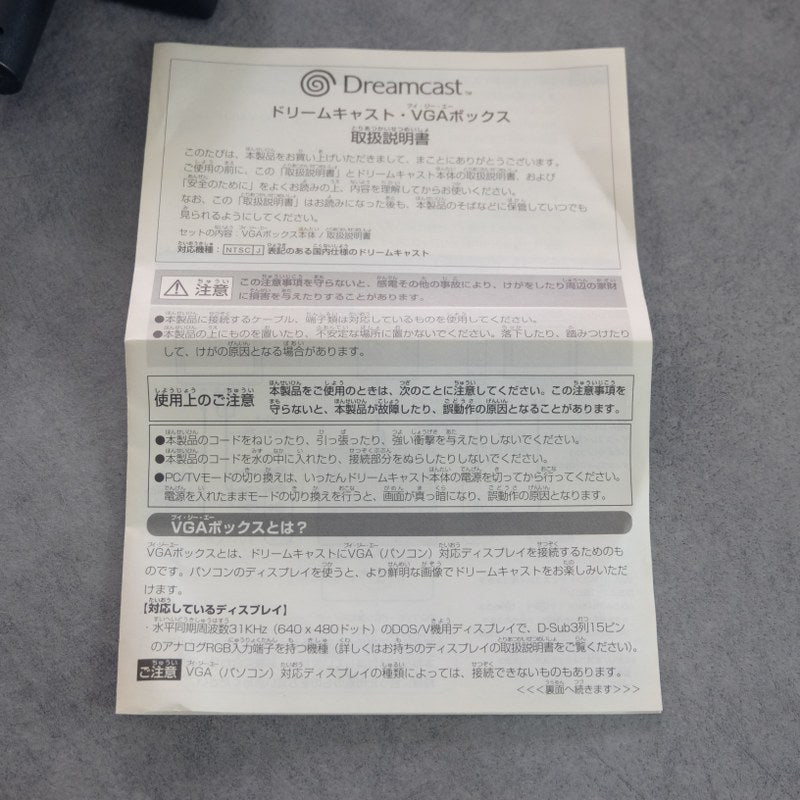 Dreamcast™
ドリームキャスト・VGAボックス
取扱説明書
このたびは、本製品をお買い上げいただきまして、まことにありがとうございます。
ご使用の前に、この「取扱説明書」とドリームキャスト本体の取扱説明書、および
「安全のために」をよくお読みの上、内容を理解してからお使いください。
なお、この「取扱説明書」はお読みになった後も、本製品のそばなどに保管していつでも
見られるようにしてください。
セットの内容：VGAボックス本体 / 取扱説明書
対応機種：NTSC J 表記のある国内仕様のドリームキャスト
注意 この注意事項を守らないと、感電その他の事故により、けがをしたり周辺の家財
に損害を与えたりすることがあります。
●本製品に接続するケーブル、端子類は対応しているものを使用してください。
●本製品の上にものを置いたり、不安定な場所に置かないでください。落下したり、踏みつけたり
して、けがの原因となる場合があります。
使用上のご注意 本製品をご使用のときは、次のことに注意してください。この注意事項を
守らないと、本製品が故障したり、誤動作の原因となることがあります。
●本製品のコードをねじったり、引っ張ったり、強い衝撃を与えたりしないでください。
●本製品のコードを水の中に入れたり、接続部分をぬらしたりしないでください。
●PC/TVモードの切り換えは、いったんドリームキャスト本体の電源を切ってから行ってください。
電源を入れたままモードの切り換えを行うと、画面が真っ暗になり、誤動作の原因となります。
VGAボックスとは？
VGAボックスとは、ドリームキャストにVGA（パソコン）対応ディスプレイを接続するためのも
のです。パソコンのディスプレイを使うと、より鮮明な画像でドリームキャストをお楽しみいただ
けます。
【対応しているディスプレイ】
・水平同期周波数31KHz（640 x 480ドット）のDOS/V機用ディスプレイで、D-Sub3列15ピン
のアナログRGB入力端子を持つ機種（詳しくはお持ちのディスプレイの取扱説明書をご覧ください）。
ご注意 VGA（パソコン）対応ディスプレイの種類によっては、接続できないものもあります。
<<<裏面へ続きます>>>